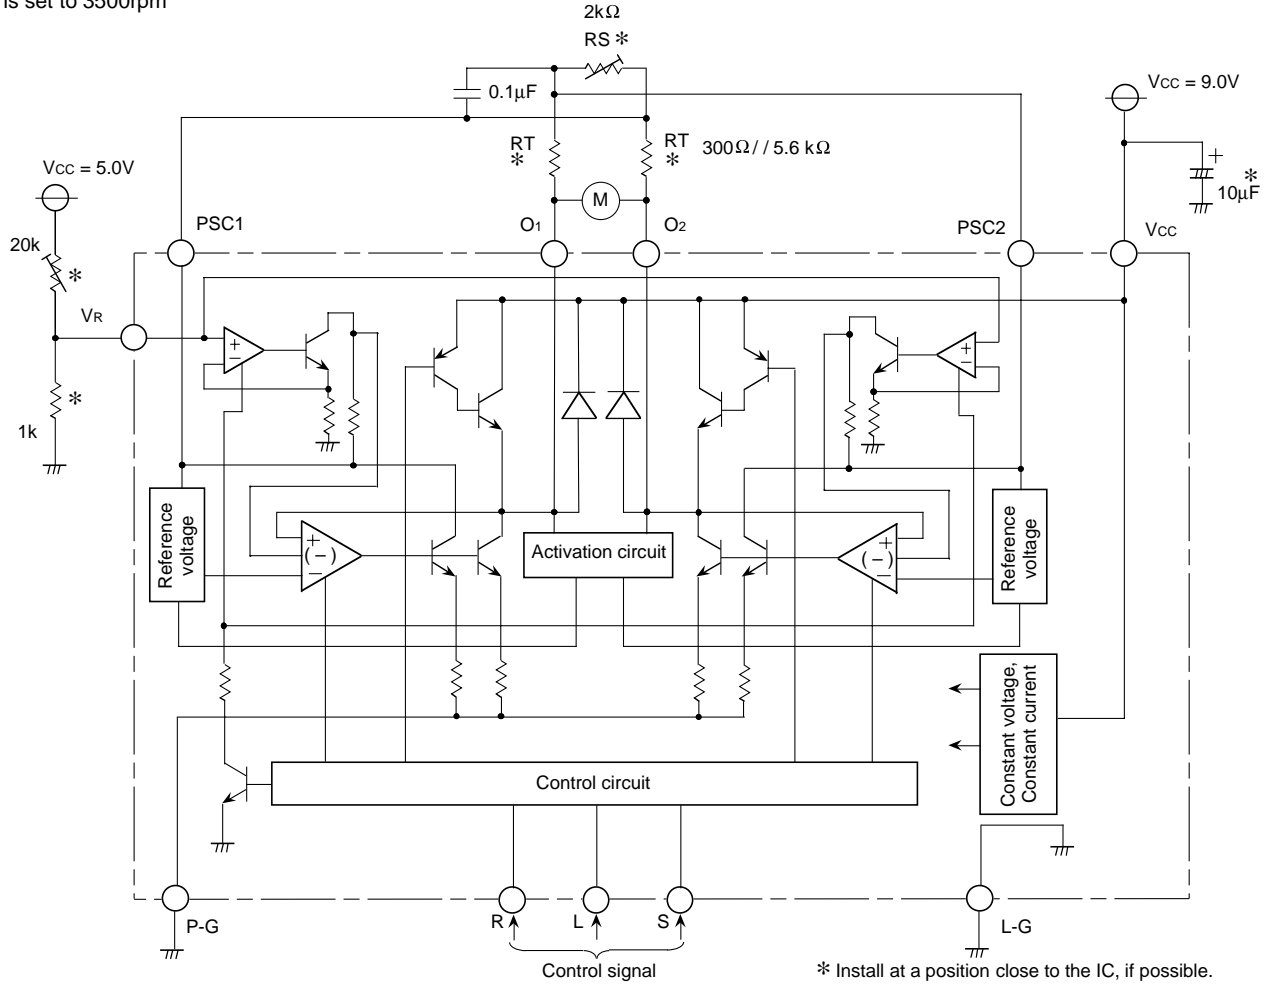 is set to 3500rpm
2kΩ
RS *
VCC = 9.0V
0.1μF
RT
*
RT
*
300Ω//5.6 kΩ
+
*
10μF
VCC = 5.0V
PSC1
O1
M
O2
PSC2
VCC
20k
*
VR
+
−
+
−
*
1k
Reference
voltage
+
(−)
−
Activation circuit
+
(−)
−
Reference
voltage
Constant voltage,
Constant current
Control circuit
P-G
R
L
S
L-G
Control signal
* Install at a position close to the IC, if possible.